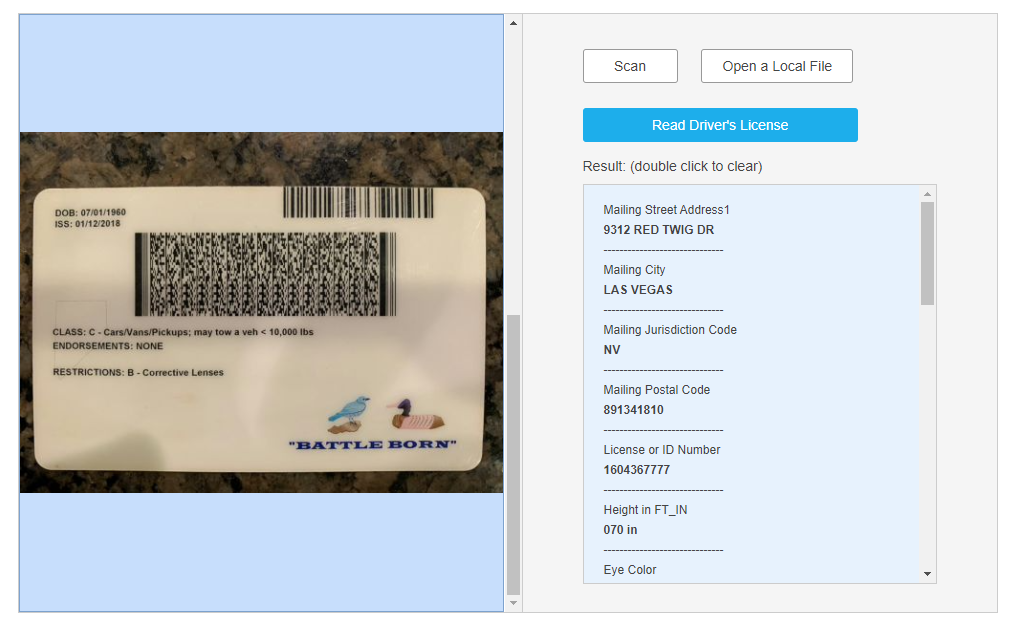 DOB: 07/01/1960
ISS: 01/12/2018
CLASS: C - Cars/Vans/Pickups; may tow a veh < 10,000 lbs
ENDORSEMENTS: NONE
RESTRICTIONS: B - Corrective Lenses
"BATTLE BORN"
Scan
Open a Local File
Read Driver's License
Result: (double click to clear)
Mailing Street Address1
9312 RED TWIG DR
------------------------------
Mailing City
LAS VEGAS
------------------------------
Mailing Jurisdiction Code
NV
------------------------------
Mailing Postal Code
891341810
------------------------------
License or ID Number
1604367777
------------------------------
Height in FT_IN
070 in
------------------------------
Eye Color